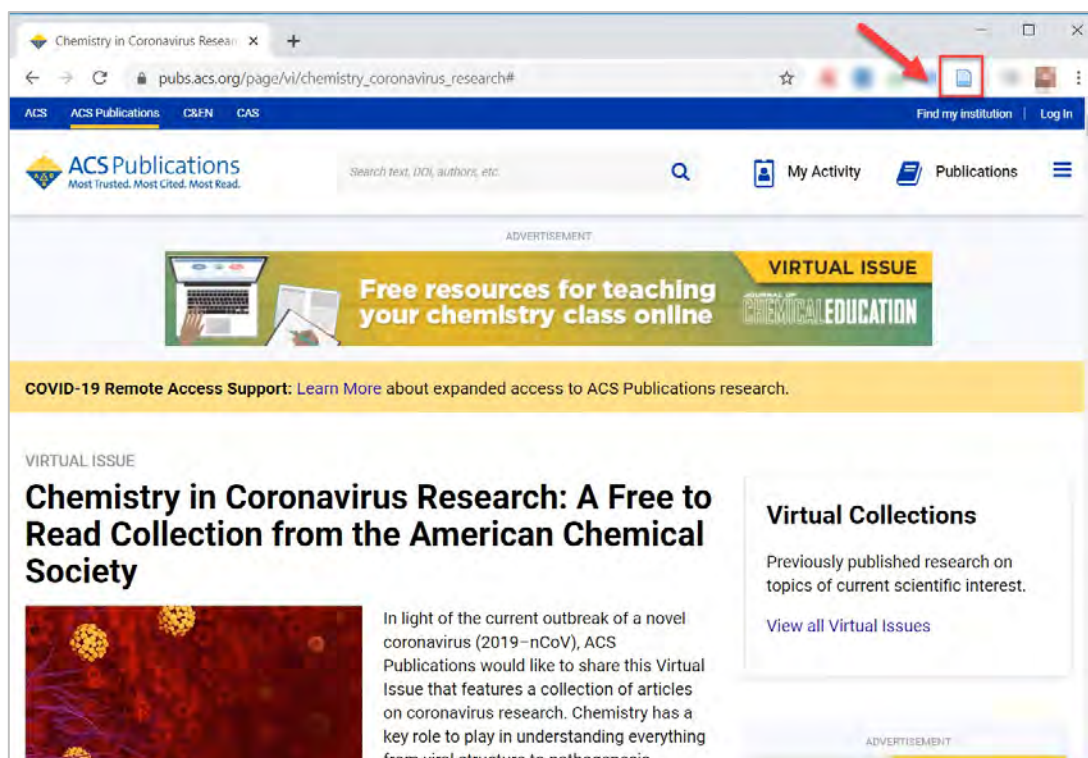 Chemistry in Coronavirus Resear
pubs.acs.org/page/vi/chemistry_coronavirus_research#
ACS ACS Publications C&EN CAS Find my institution | Log In
ACS Publications
Most Trusted. Most Cited. Most Read.
Search text, DOI, authors, etc.
My Activity
Publications
ADVERTISEMENT
Free resources for teaching
your chemistry class online
VIRTUAL ISSUE
JOURNAL OF
CHEMICAL EDUCATION
COVID-19 Remote Access Support: Learn More about expanded access to ACS Publications research.
VIRTUAL ISSUE
Chemistry in Coronavirus Research: A Free to
Read Collection from the American Chemical
Society
In light of the current outbreak of a novel
coronavirus (2019–nCoV), ACS
Publications would like to share this Virtual
Issue that features a collection of articles
on coronavirus research. Chemistry has a
key role to play in understanding everything
from viral structure to pathogenesis
Virtual Collections
Previously published research on
topics of current scientific interest.
View all Virtual Issues
ADVERTISEMENT